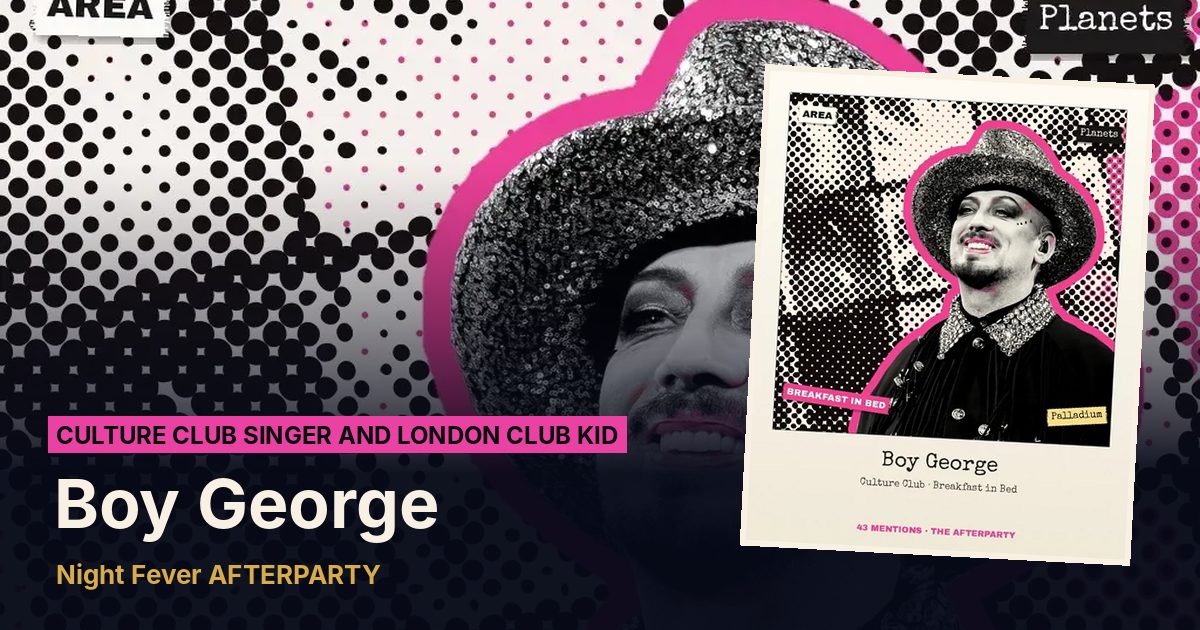 AREA
Planets
AREA
Planets
BREAKFAST IN BED
Palladium
Boy George
Culture Club · Breakfast in Bed
43 MENTIONS · THE AFTERPARTY
CULTURE CLUB SINGER AND LONDON CLUB KID
Boy George
Night Fever AFTERPARTY